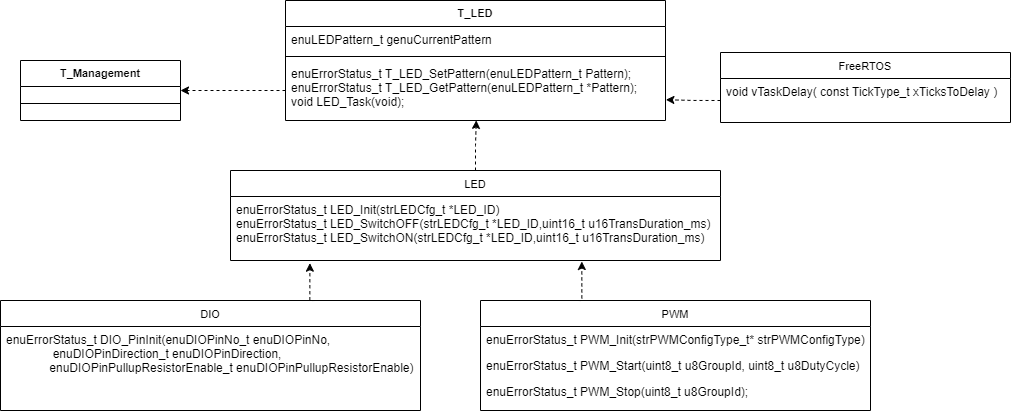 T_LED
enuLEDPattern_t genuCurrentPattern
enuErrorStatus_t T_LED_SetPattern(enuLEDPattern_t Pattern);
enuErrorStatus_t T_LED_GetPattern(enuLEDPattern_t *Pattern);
void LED_Task(void);
T_Management
FreeRTOS
void vTaskDelay( const TickType_t xTicksToDelay )
LED
enuErrorStatus_t LED_Init(strLEDCfg_t *LED_ID)
enuErrorStatus_t LED_SwitchOFF(strLEDCfg_t *LED_ID,uint16_t u16TransDuration_ms)
enuErrorStatus_t LED_SwitchON(strLEDCfg_t *LED_ID,uint16_t u16TransDuration_ms)
DIO
enuErrorStatus_t DIO_PinInit(enuDIOPinNo_t enuDIOPinNo,
enuDIOPinDirection_t enuDIOPinDirection,
enuDIOPinPullupResistorEnable_t enuDIOPinPullupResistorEnable)
PWM
enuErrorStatus_t PWM_Init(strPWMConfigType_t* strPWMConfigType)
enuErrorStatus_t PWM_Start(uint8_t u8GroupId, uint8_t u8DutyCycle)
enuErrorStatus_t PWM_Stop(uint8_t u8GroupId);